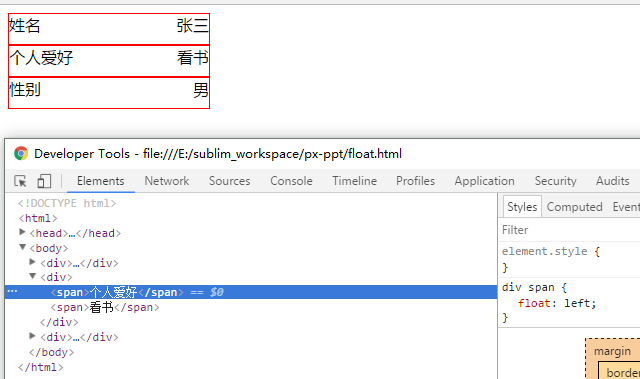 姓名 张三
个人爱好 看书
性别 男
Developer Tools - file:///E:/sublim_workspace/px-ppt/float.html
Elements Network Sources Console Timeline Profiles Application Security Audits
<!DOCTYPE html>
<html>
<head>…</head>
<body>
<div>…</div>
<div>
<span>个人爱好</span> == $0
<span>看书</span>
</div>
<div>…</div>
</body>
</html>
Styles Computed Event
Filter
element.style {
}
div span {
float: left;
}
margin
border